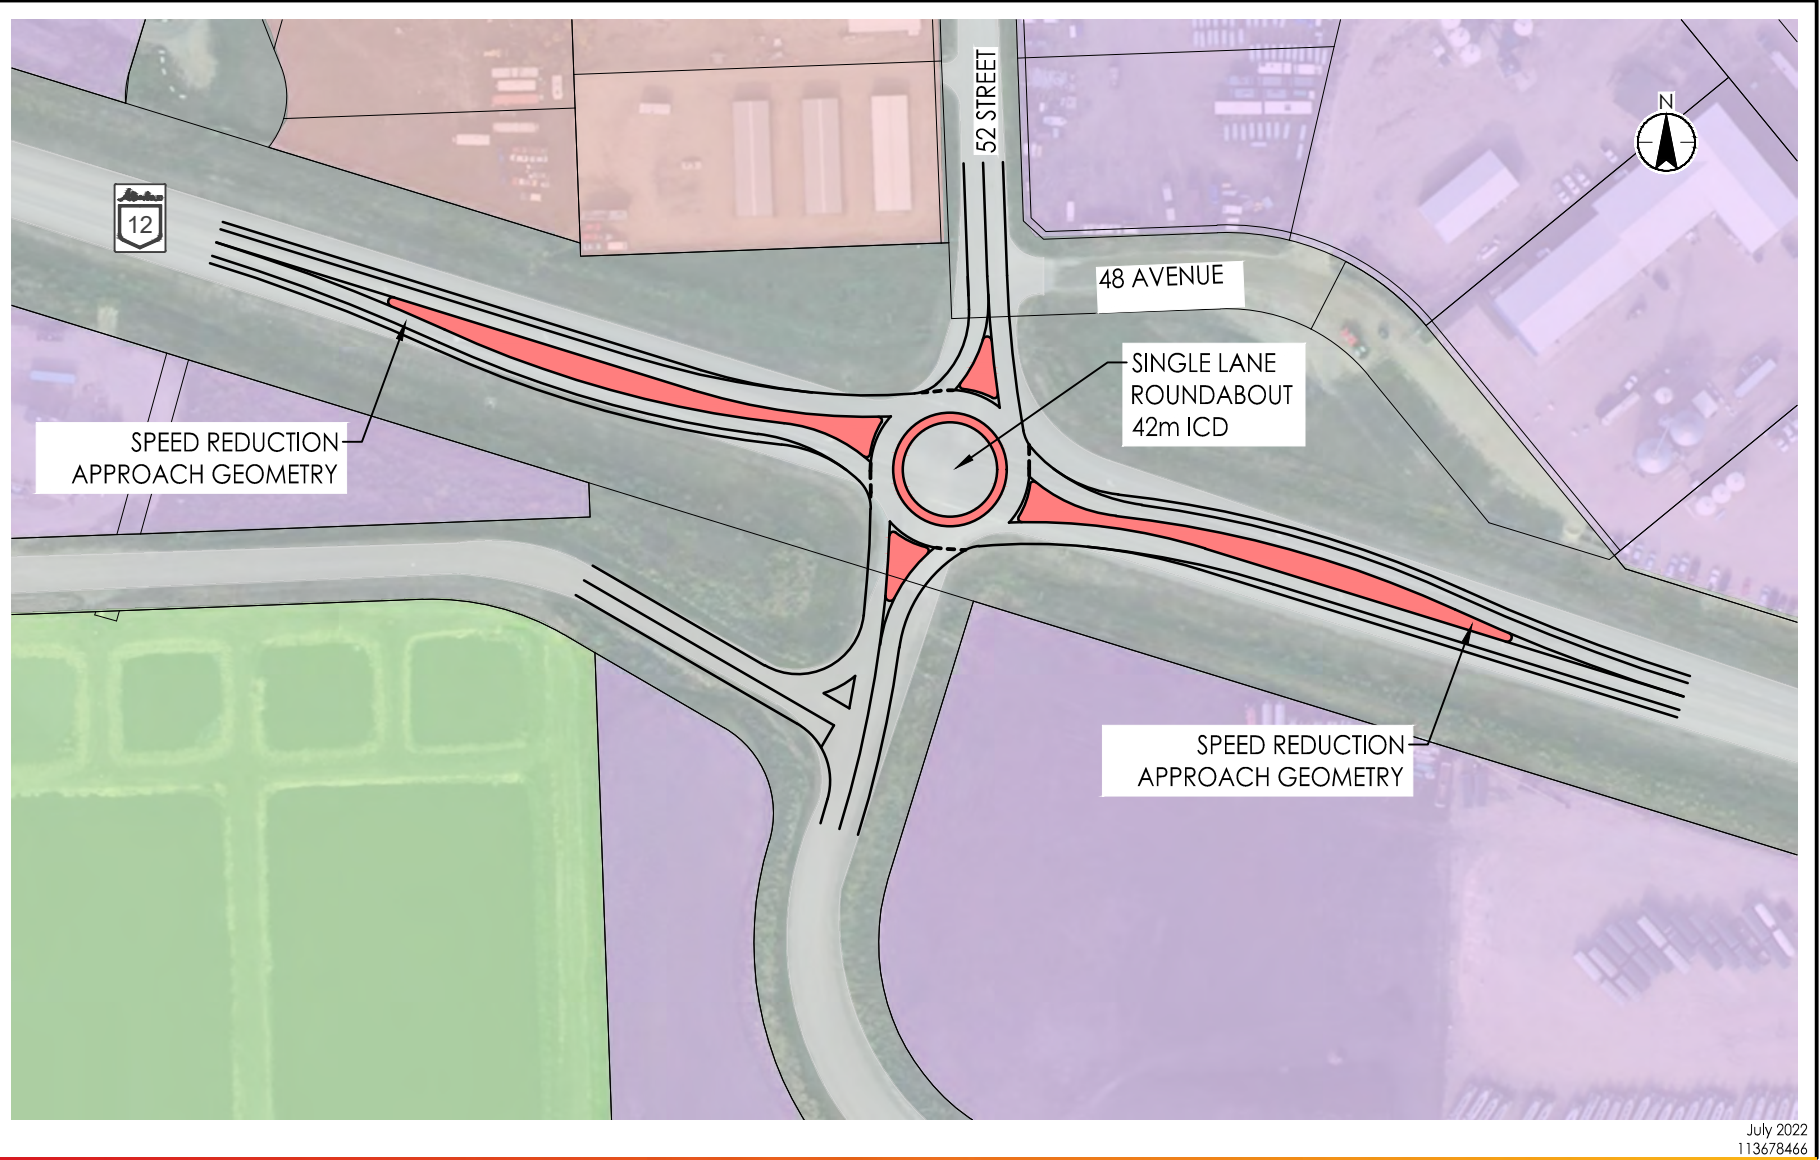 52 STREET
N
12
48 AVENUE
SINGLE LANE
ROUNDABOUT
42m ICD
SPEED REDUCTION
APPROACH GEOMETRY
SPEED REDUCTION
APPROACH GEOMETRY
July 2022
113678466